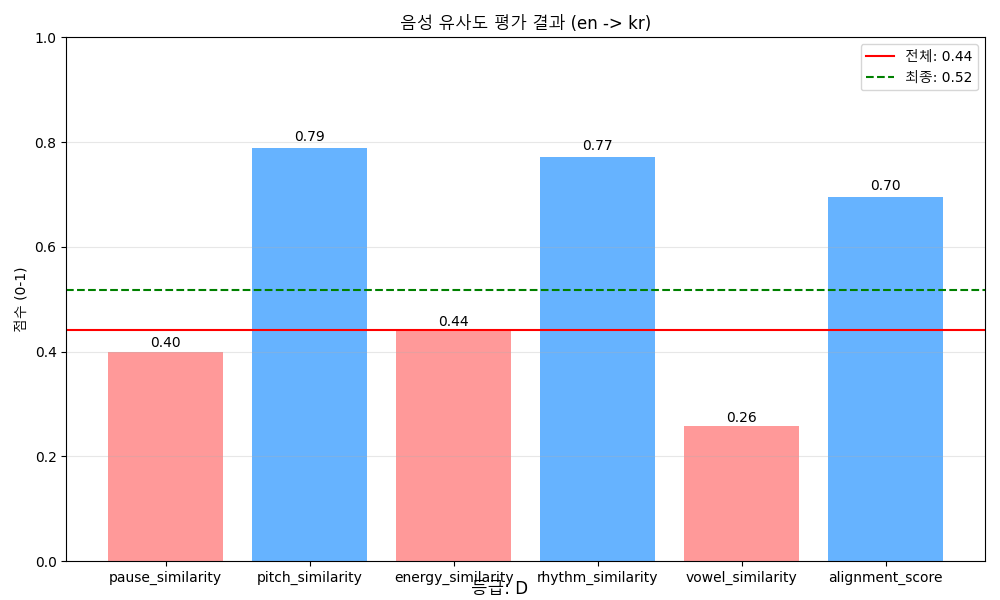 음성 유사도 평가 결과 (en -> kr)
전체: 0.44
최종: 0.52
점수 (0-1)
1.0
0.8
0.6
0.4
0.2
0.0
0.40
0.79
0.44
0.77
0.26
0.70
pause_similarity
pitch_similarity
energy_similarity
rhythm_similarity
vowel_similarity
alignment_score
등급: D